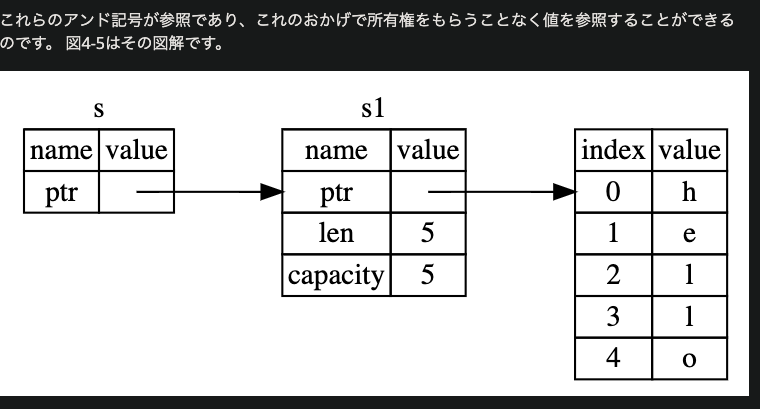 これらのアンド記号が参照であり、これのおかげで所有権をもらうことなく値を参照することができる
のです。 図4-5はその図解です。
s
name value
ptr
s1
name value
ptr
len 5
capacity 5
index value
0 h
1 e
2 l
3 l
4 o